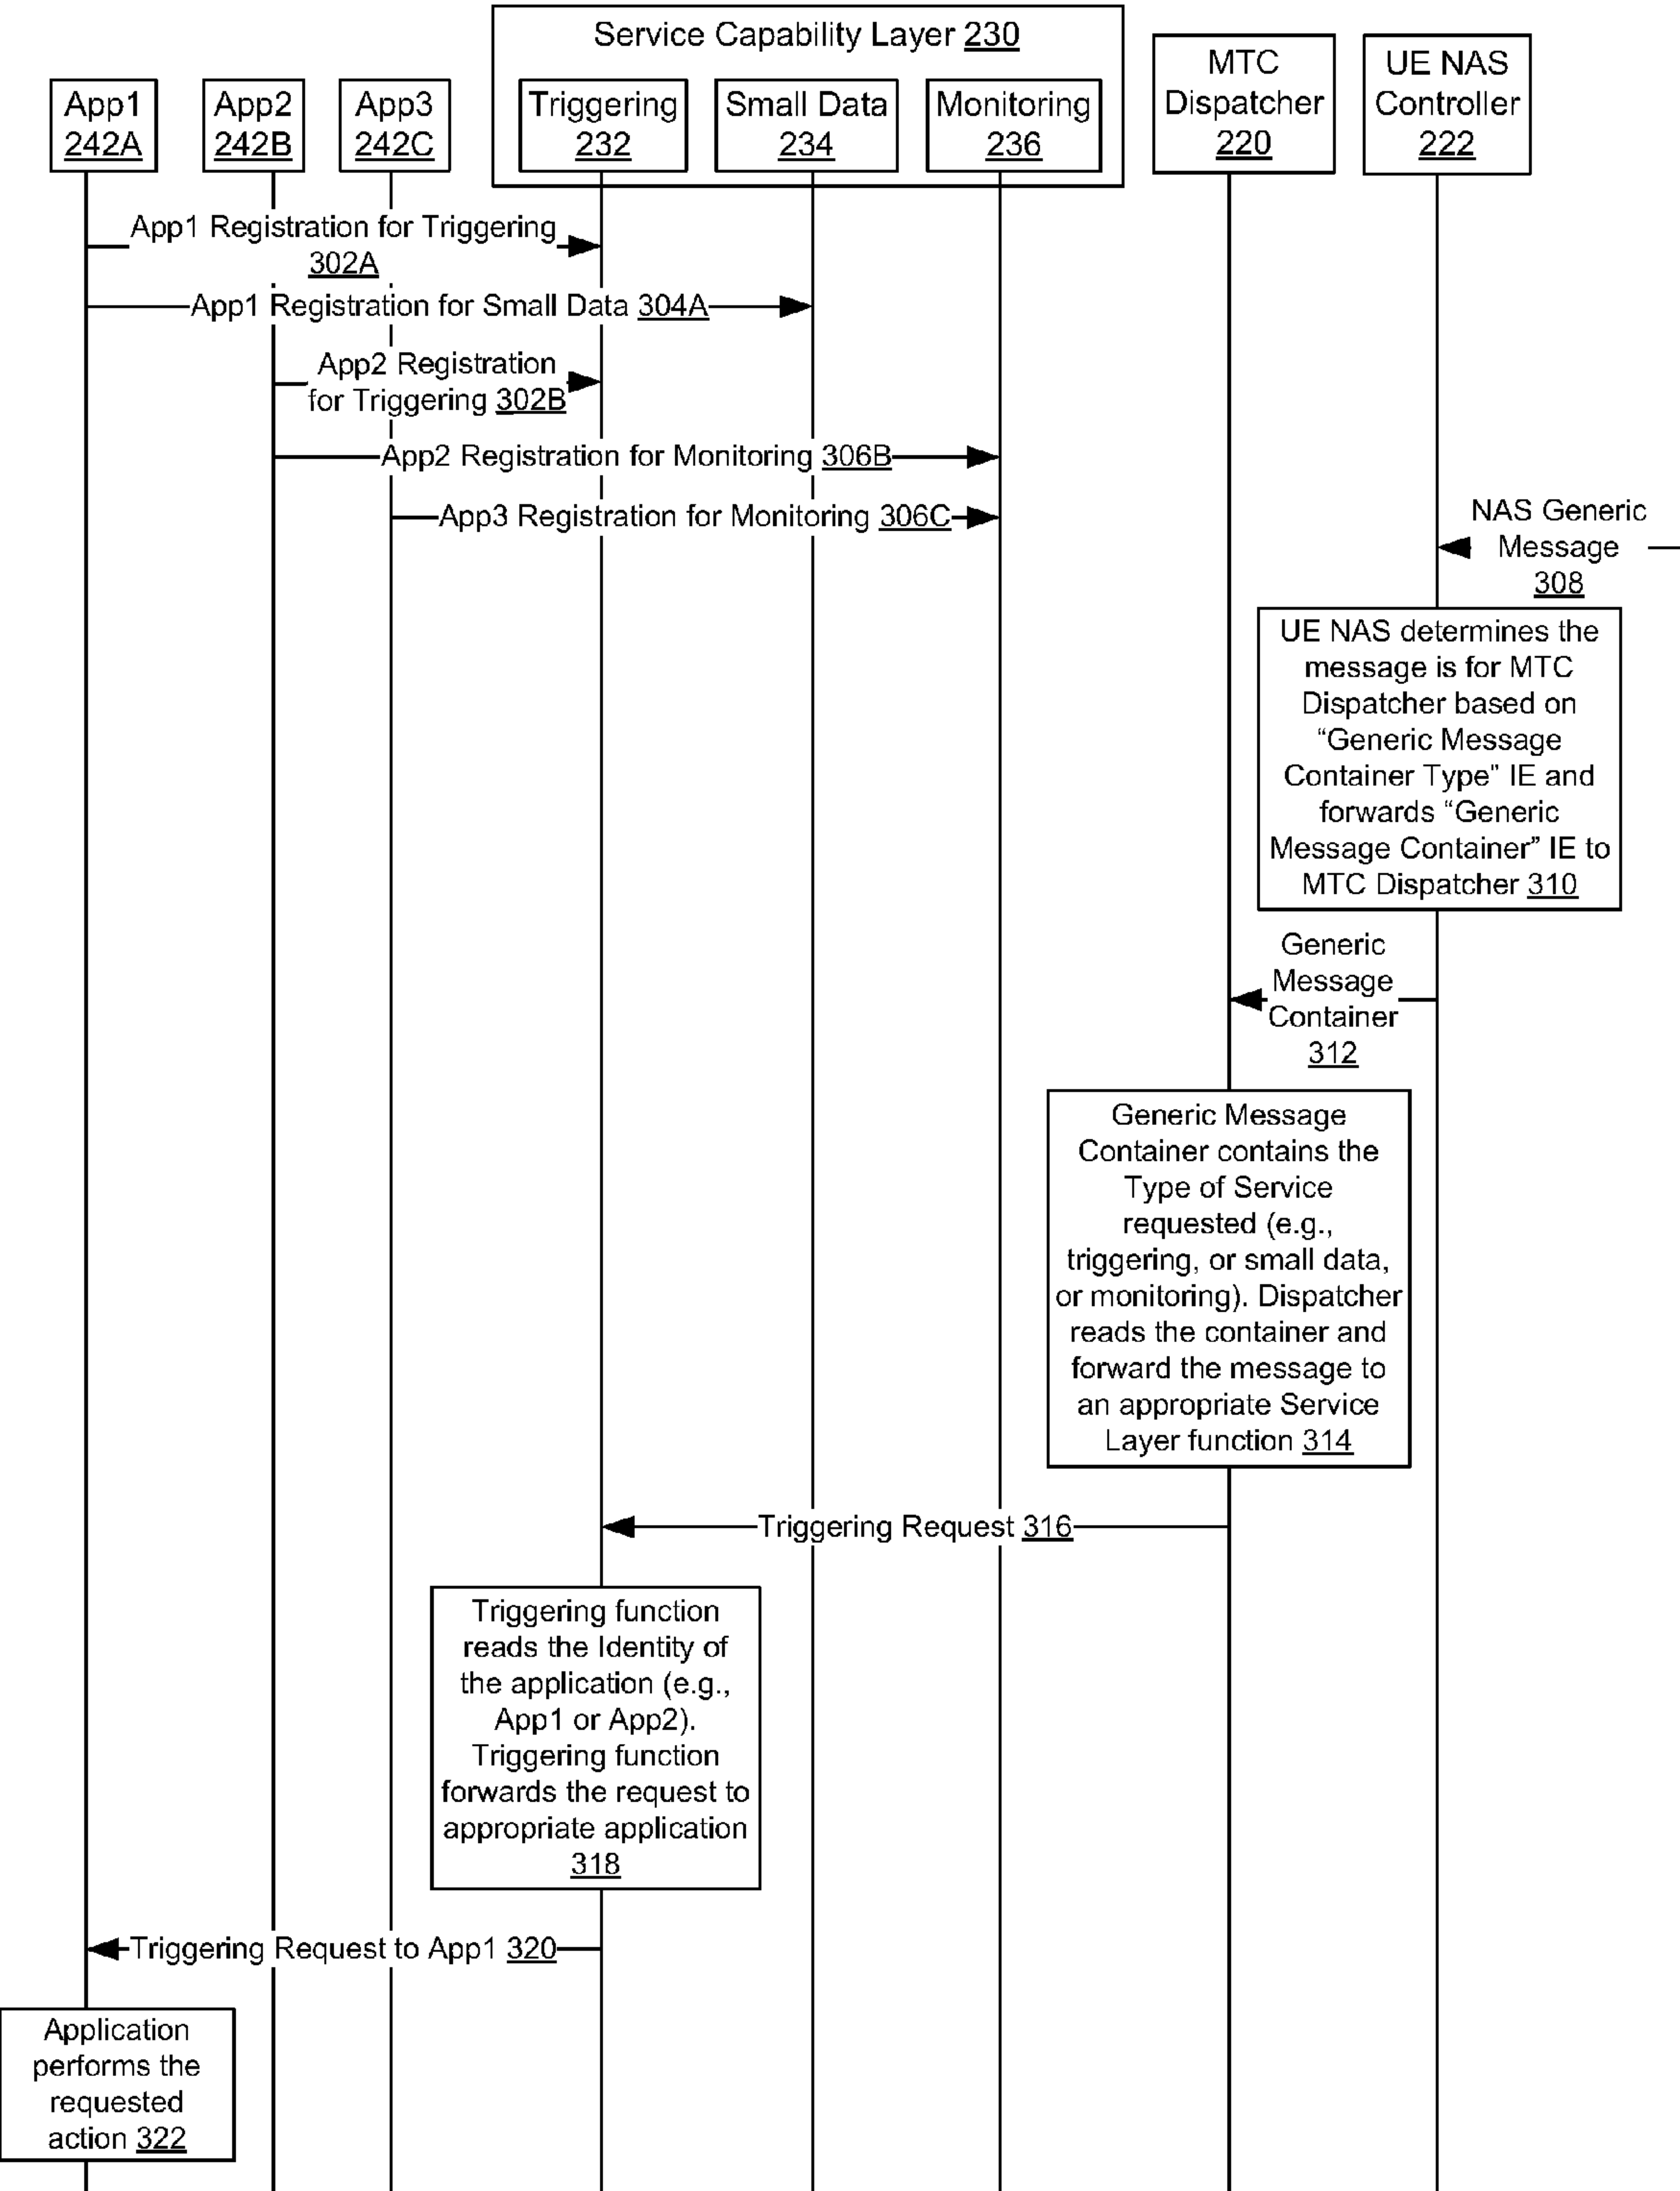 Service Capability Layer 230
App1
242A
App2
242B
App3
242C
Triggering
232
Small Data
234
Monitoring
236
MTC
Dispatcher
220
UE NAS
Controller
222
App1 Registration for Triggering
302A
App1 Registration for Small Data 304A
App2 Registration
for Triggering 302B
App2 Registration for Monitoring 306B
App3 Registration for Monitoring 306C
NAS Generic
Message
308
UE NAS determines the
message is for MTC
Dispatcher based on
“Generic Message
Container Type” IE and
forwards “Generic
Message Container” IE to
MTC Dispatcher 310
Generic
Message
Container
312
Generic Message
Container contains the
Type of Service
requested (e.g.,
triggering, or small data,
or monitoring). Dispatcher
reads the container and
forward the message to
an appropriate Service
Layer function 314
Triggering Request 316
Triggering function
reads the Identity of
the application (e.g.,
App1 or App2).
Triggering function
forwards the request to
appropriate application
318
Triggering Request to App1 320
Application
performs the
requested
action 322